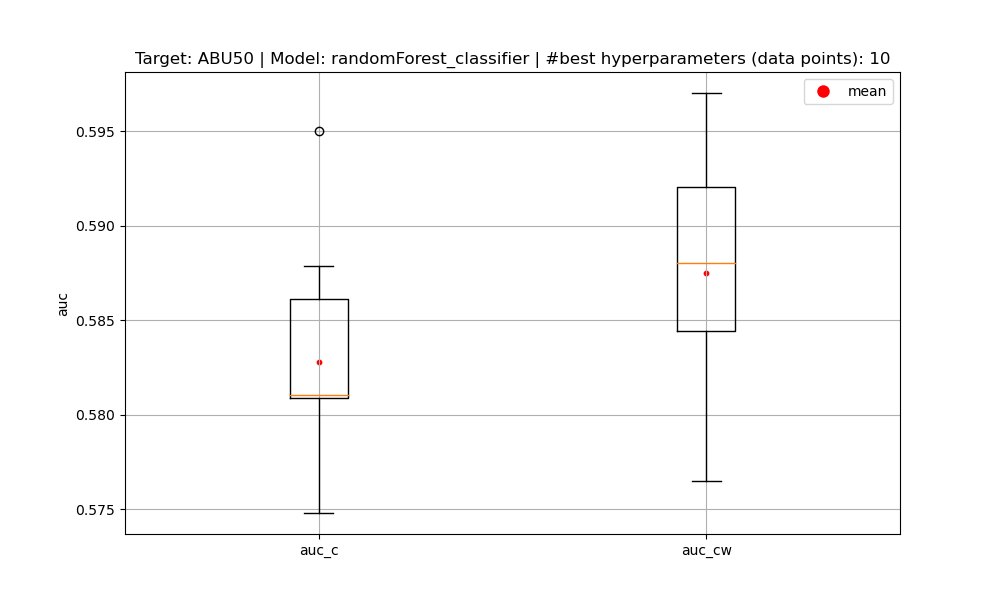 Target: ABU50 | Model: randomForest_classifier | #best hyperparameters (data points): 10
mean
0.595
0.590
0.585
0.580
0.575
auc
auc_c
auc_cw